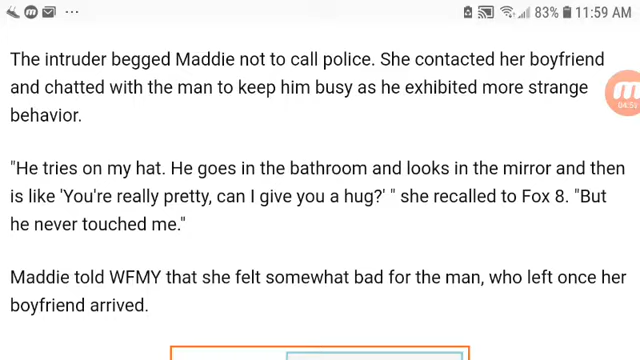 83% 11:59 AM
The intruder begged Maddie not to call police. She contacted her boyfriend
and chatted with the man to keep him busy as he exhibited more strange
behavior.
04:54
"He tries on my hat. He goes in the bathroom and looks in the mirror and then
is like 'You're really pretty, can I give you a hug?' " she recalled to Fox 8. "But
he never touched me."
Maddie told WFMY that she felt somewhat bad for the man, who left once her
boyfriend arrived.